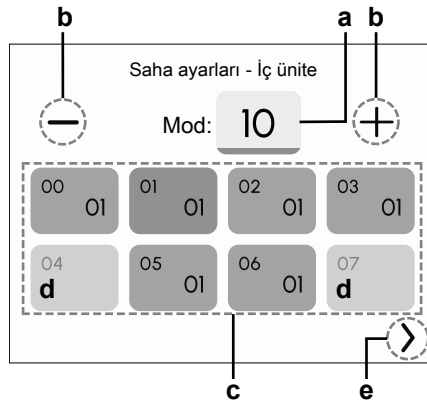 b a b
Saha ayarları - İç ünite
Mod: 10
00 01 01 01 02 01 03 01
04 d 05 01 06 01 07 d
c e